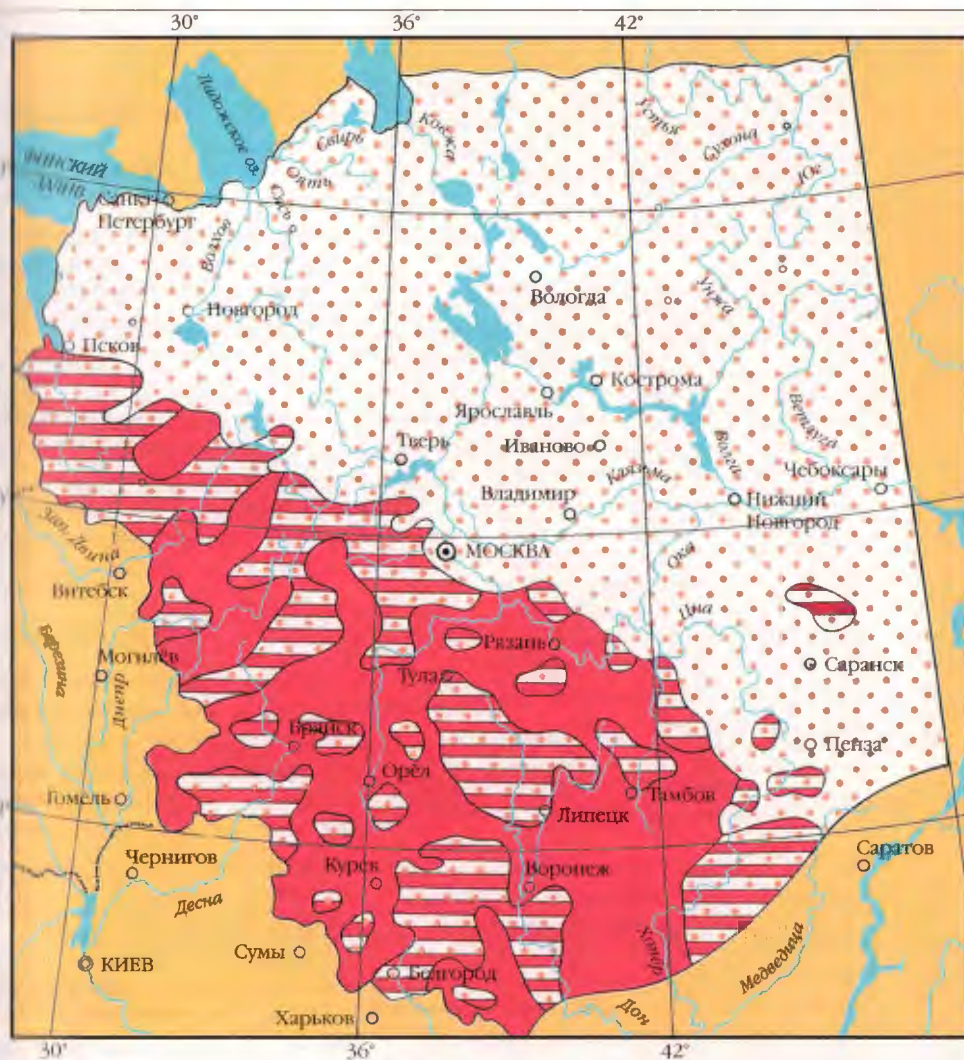 30°
36°
42°
Ладожское оз.
Свирь
Ковжа
Устья
Сухона
Юг
Оять
Сясь
Финский
Санкт-
Петербург
Волхов
Новгород
Вологда
Унжа
Псков
Кострома
Ярославль
Ветлуга
Тверь
Иваново
Волга
Чебоксары
Владимир
Клязьма
Нижний
Новгород
Зап. Двина
МОСКВА
Ока
Витебск
Цна
Березина
Могилёв
Днепр
Рязань
Саранск
Тула
Брянск
Пенза
Орёл
Гомель
Липецк
Тамбов
Чернигов
Курск
Воронеж
Саратов
Десна
Сумы
Хопёр
Медведица
КИЕВ
Белгород
Харьков
Дон
30°
36°
42°